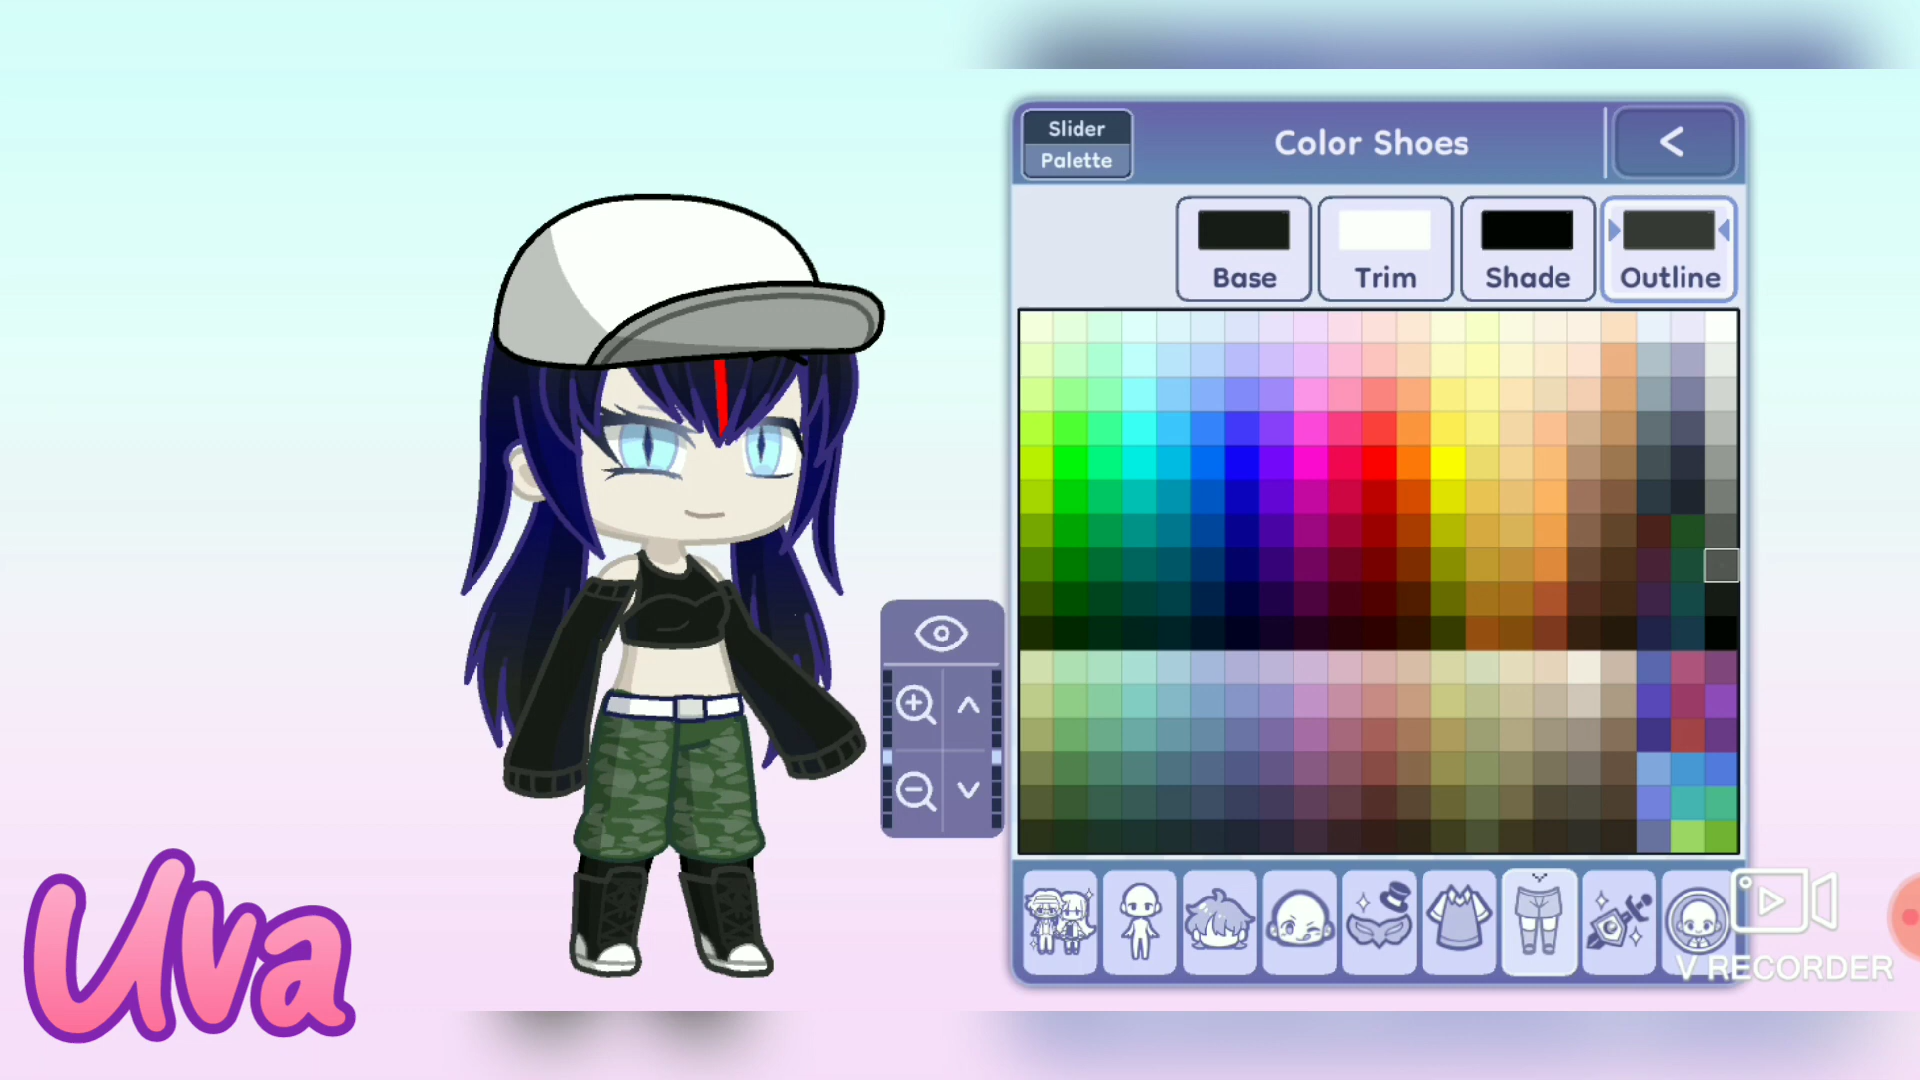 Slider
Palette
Color Shoes
<
Base
Trim
Shade
Outline
Uva
V RECORDER